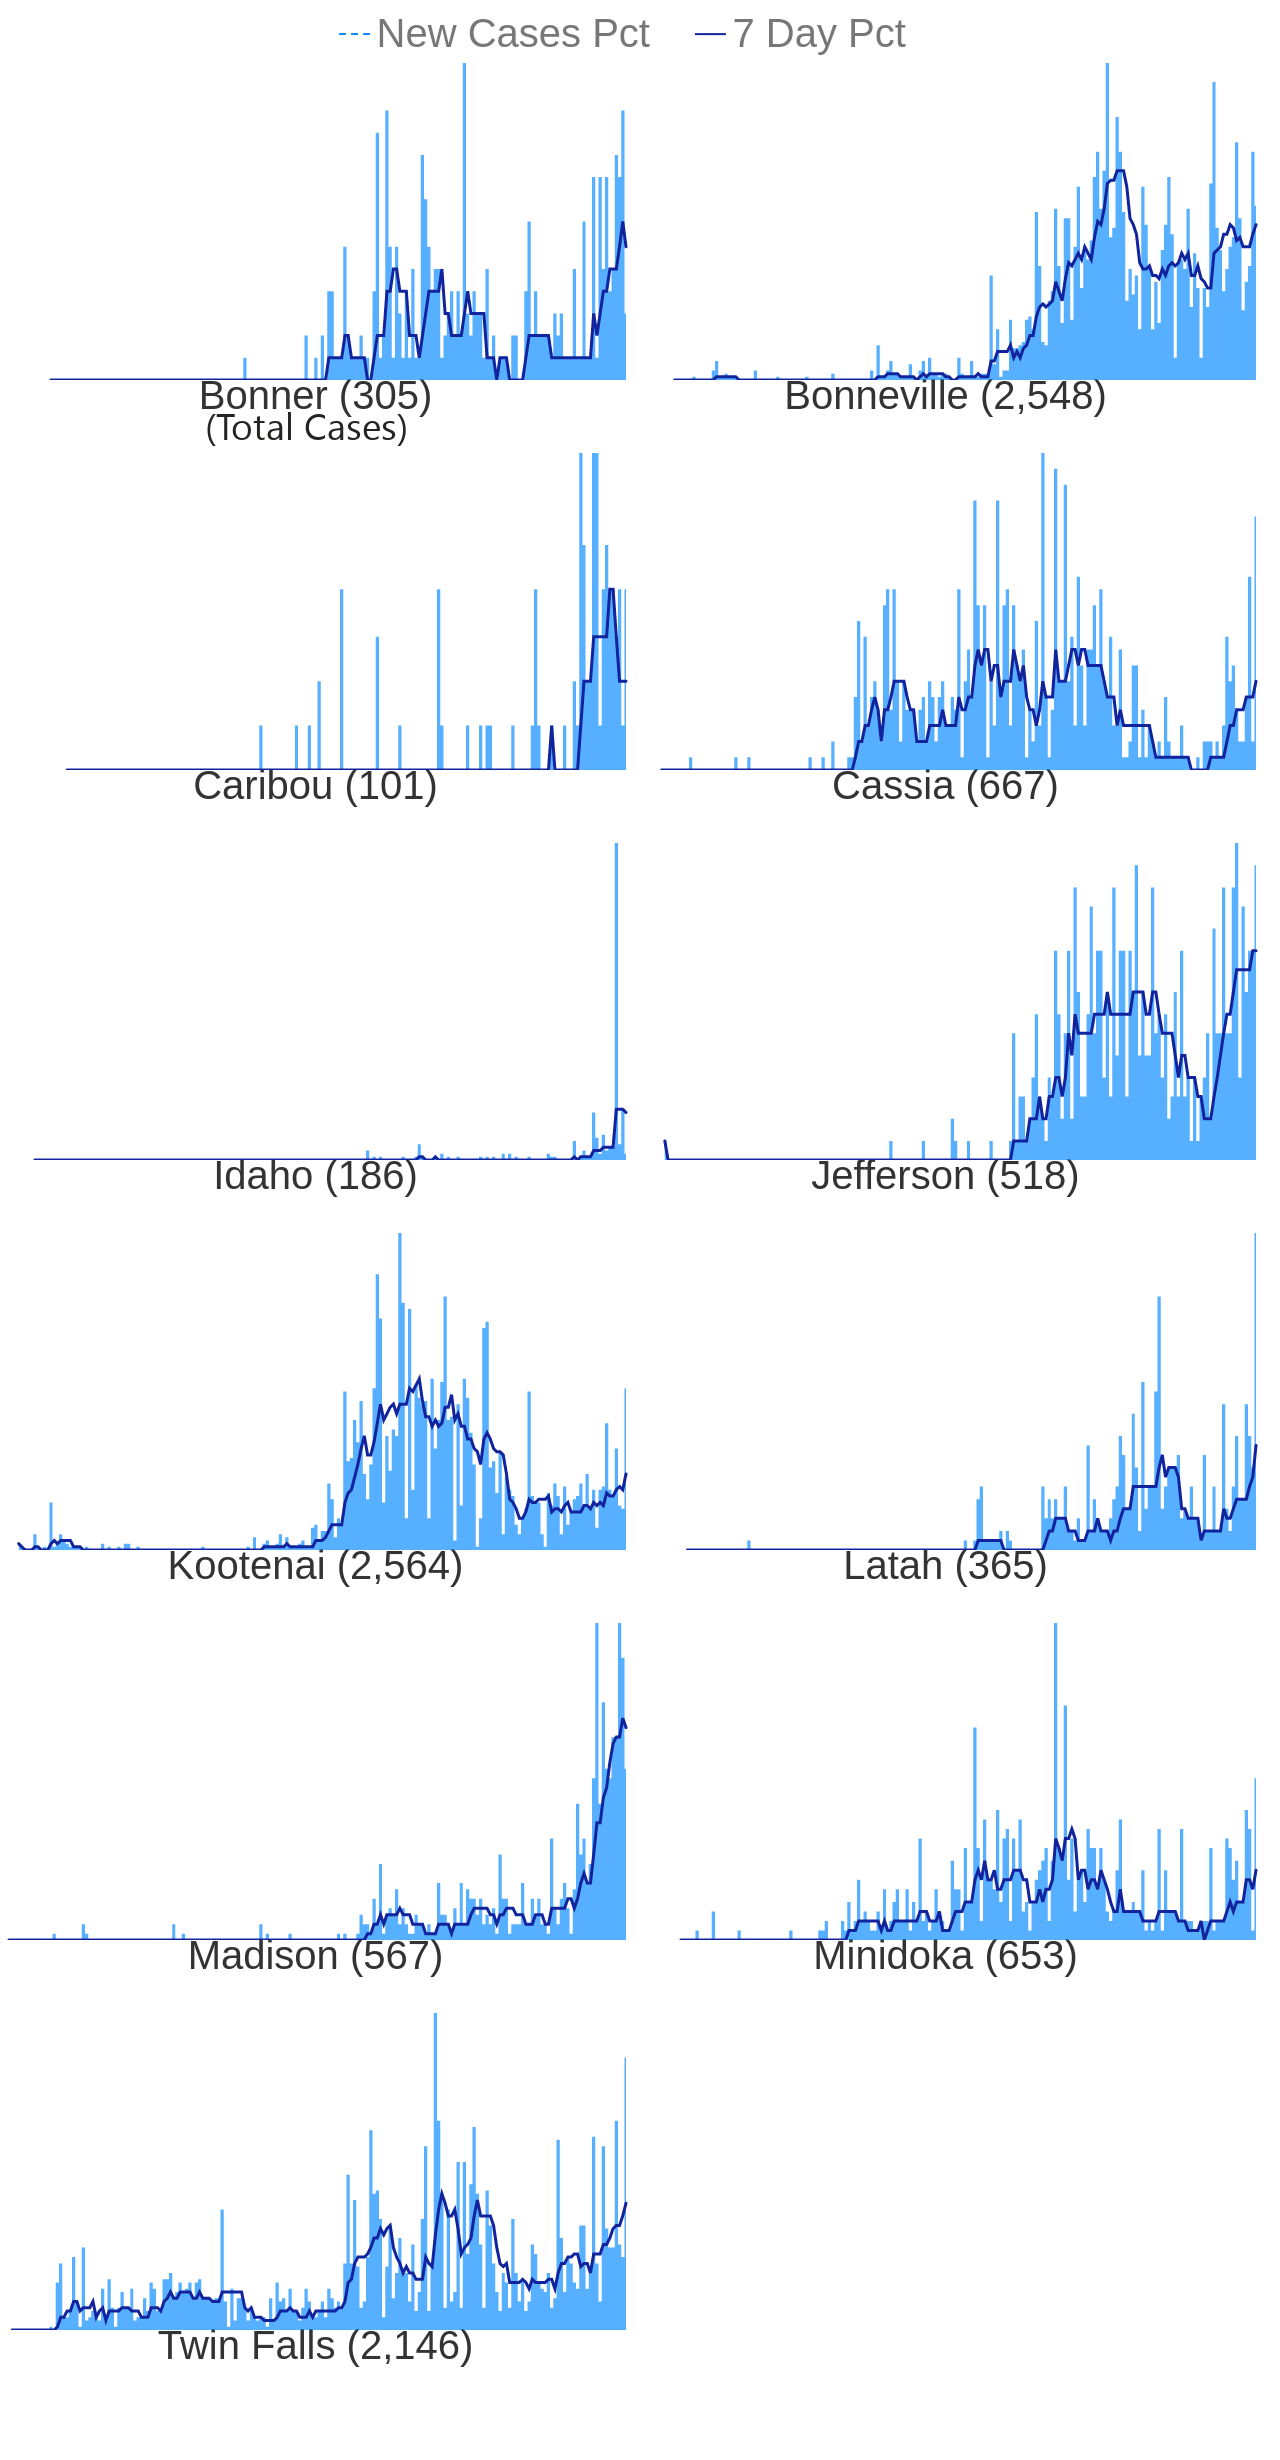 New Cases Pct 7 Day Pct
Bonner (305) Bonneville (2,548)
(Total Cases)
Caribou (101) Cassia (667)
Idaho (186) Jefferson (518)
Kootenai (2,564) Latah (365)
Madison (567) Minidoka (653)
Twin Falls (2,146)